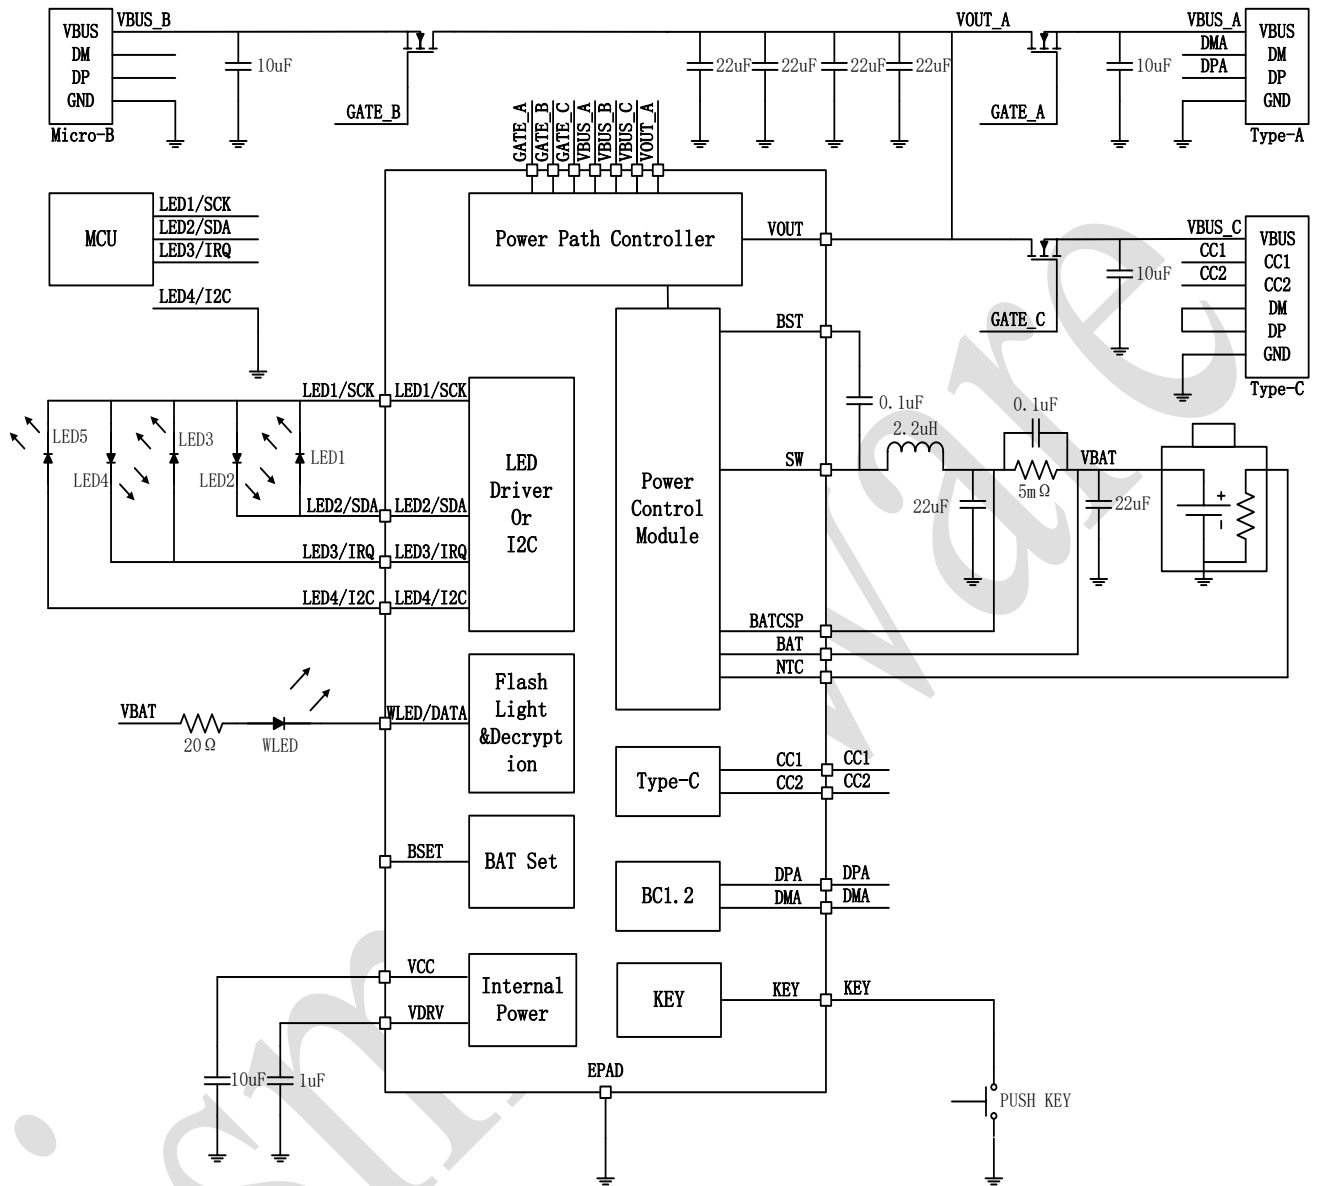 VBUS
DM
DP
GND
Micro-B
VBUS_B
10uF
GATE_B
22uF
22uF
22uF
22uF
VOUT_A
GATE_A
VBUS_A
DMA
DPA
10uF
VBUS
DM
DP
GND
Type-A
GATE_A
GATE_B
GATE_C
VBUS_A
VBUS_B
VBUS_C
VOUT_A
MCU
LED1/SCK
LED2/SDA
LED3/IRQ
LED4/I2C
Power Path Controller
VOUT
GATE_C
VBUS_C
CC1
CC2
10uF
VBUS
CC1
CC2
DM
DP
GND
Type-C
BST
0.1uF
2.2uH
0.1uF
5mΩ
VBAT
22uF
22uF
+
-
SW
Power
Control
Module
BATCSP
BAT
NTC
LED1/SCK
LED1/SCK
LED5
LED4
LED3
LED2
LED1
LED2/SDA
LED2/SDA
LED3/IRQ
LED3/IRQ
LED4/I2C
LED4/I2C
LED
Driver
Or
I2C
VBAT
20Ω
WLED
WLED/DATA
Flash
Light
&Decrypt
ion
Type-C
CC1
CC1
CC2
CC2
BSET
BAT Set
BC1.2
DPA
DPA
DMA
DMA
VCC
VDRV
Internal
Power
10uF
1uF
KEY
KEY
KEY
PUSH KEY
EPAD